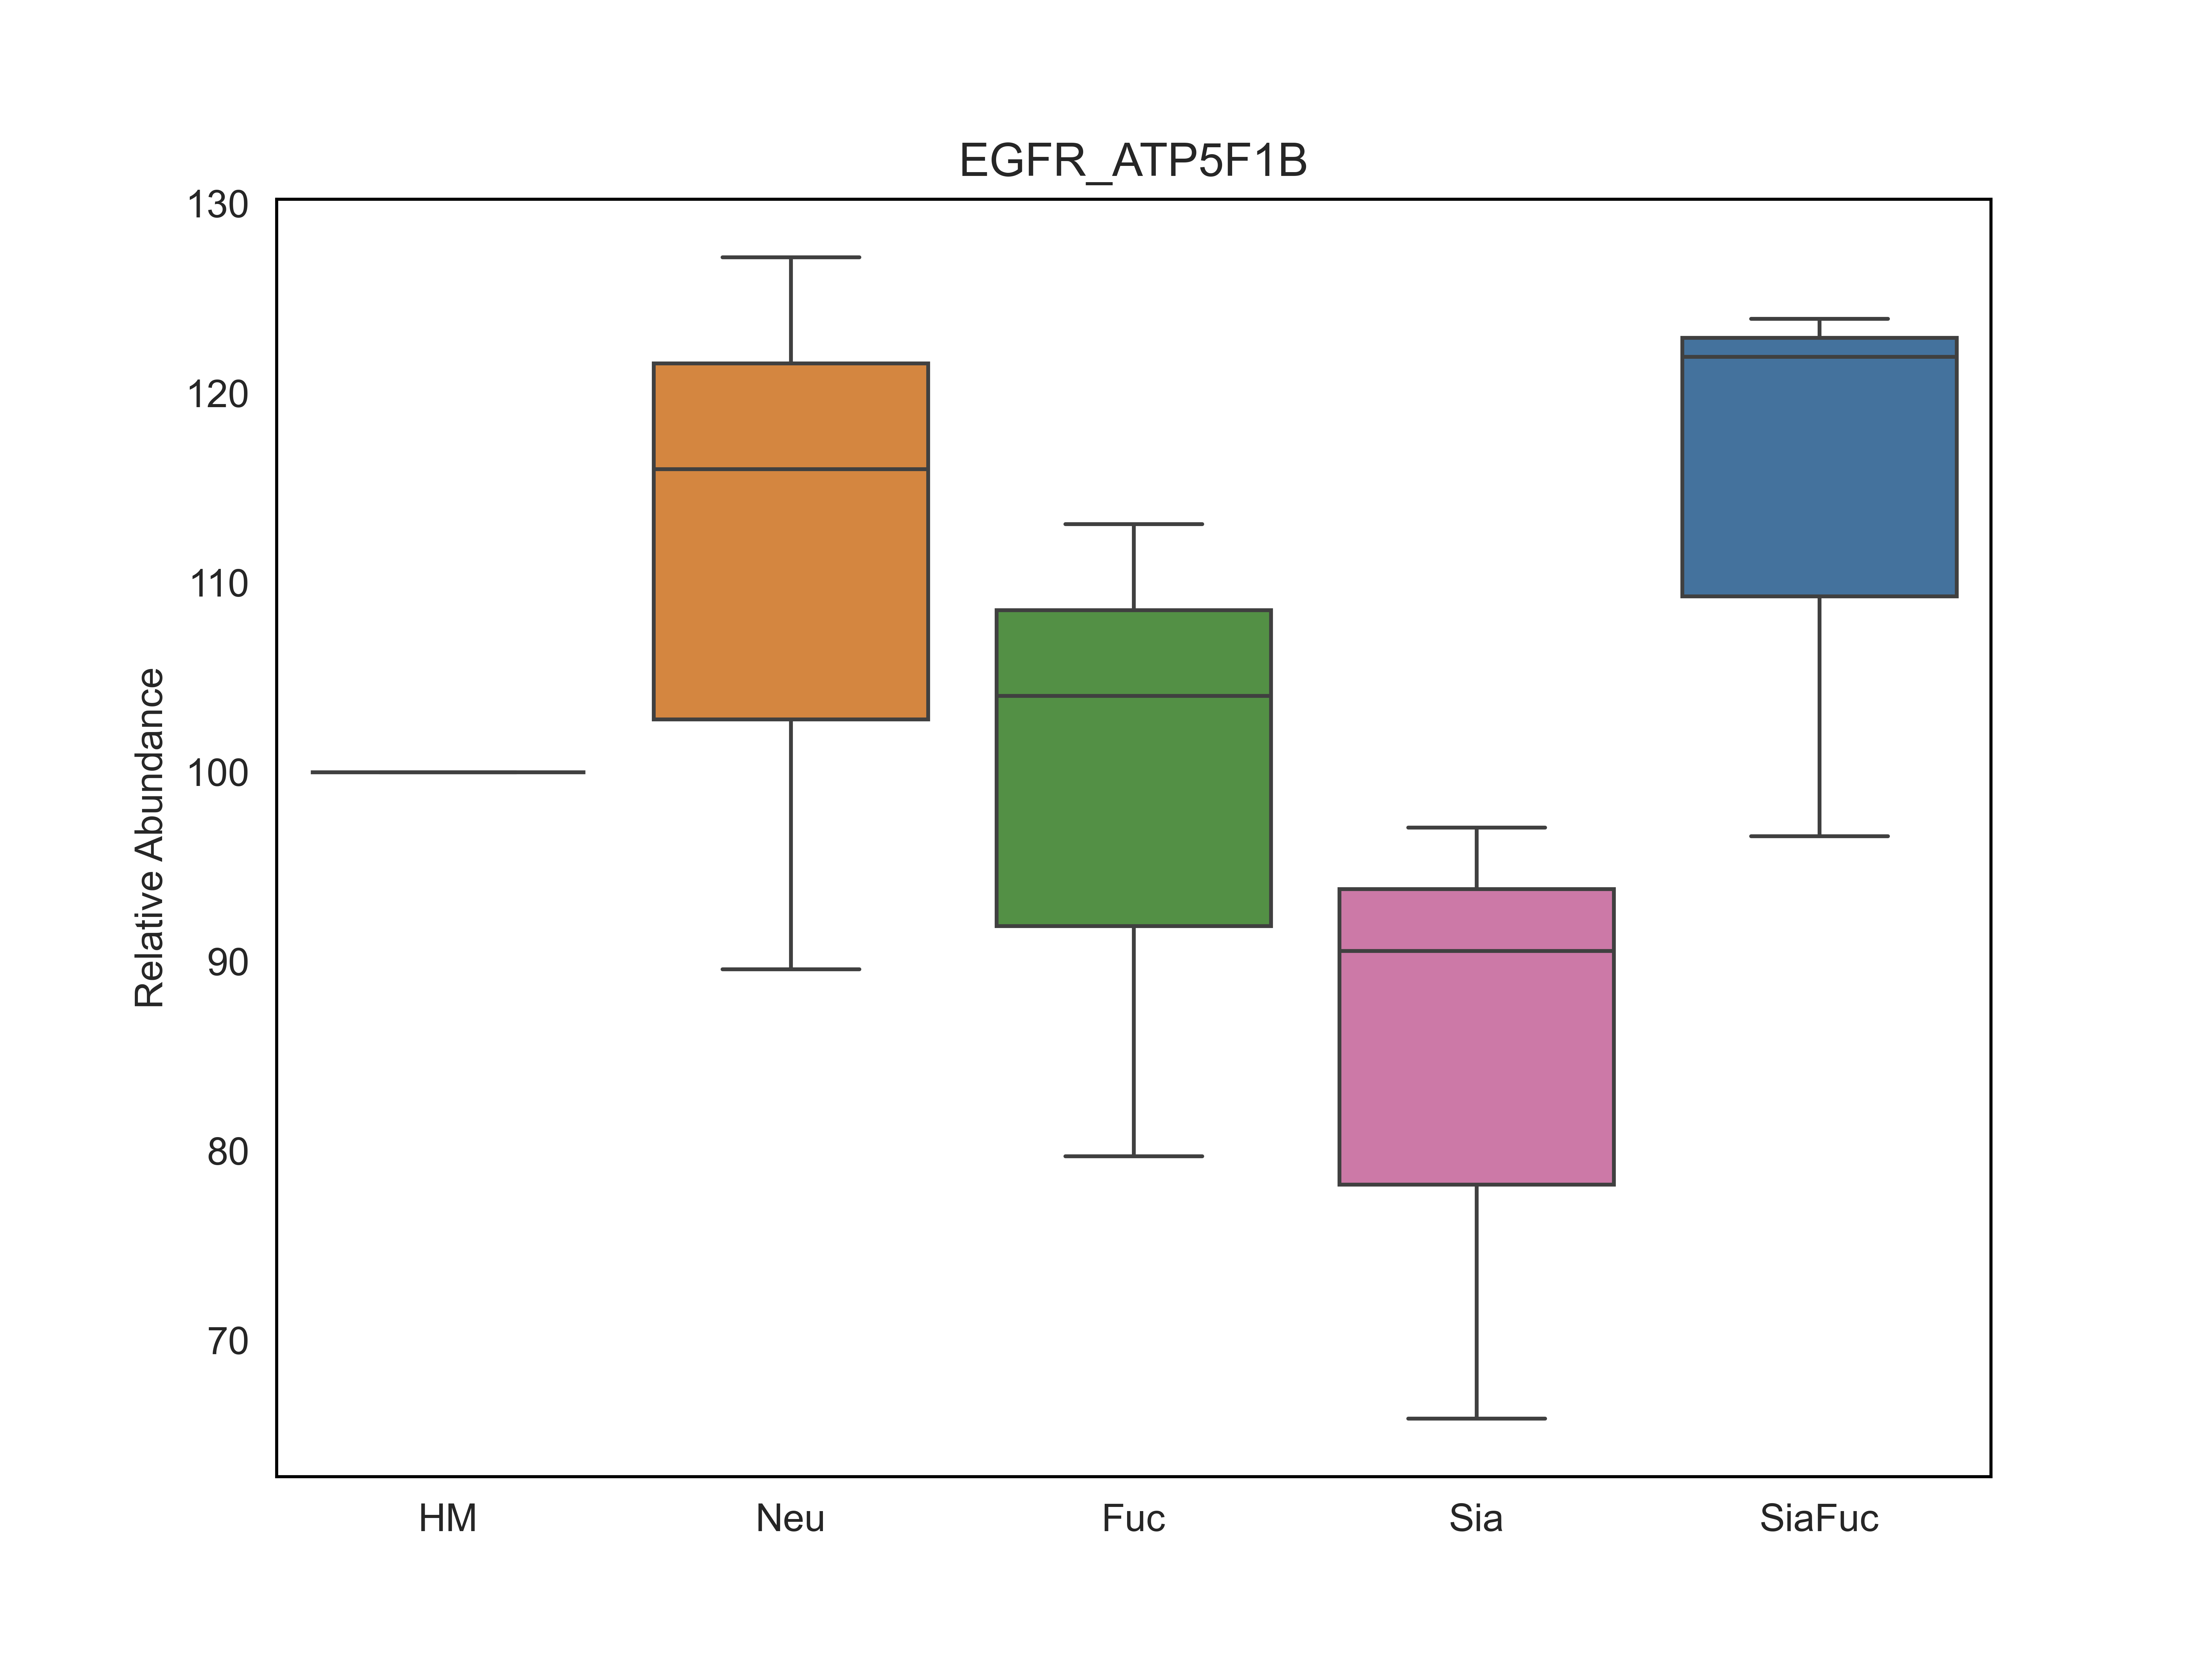 EGFR_ATP5F1B
130
120
110
100
90
80
70
Relative Abundance
HM Neu Fuc Sia SiaFuc